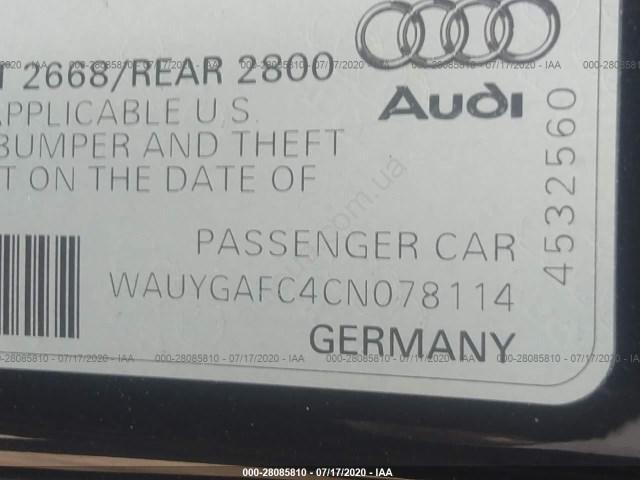 T 2668/REAR 2800
APPLICABLE U.S.
BUMPER AND THEFT
T ON THE DATE OF
Audi
4532560
PASSENGER CAR
WAUYGAFC4CN078114
GERMANY
000-28085810 - 07/17/2020 - IAA